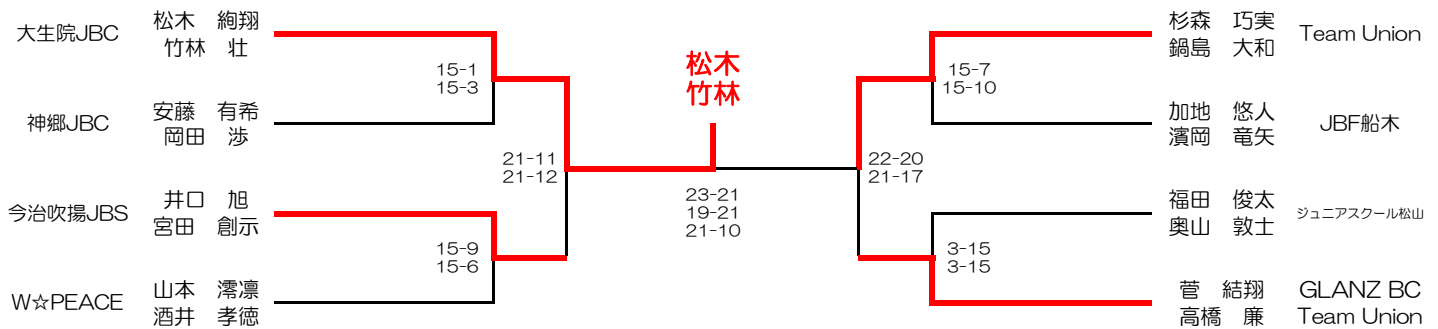 大生院JBC
松木　絢翔
竹林　壮
神郷JBC
安藤　有希
岡田　渉
今治吹揚JBS
井口　旭
宮田　創示
W☆PEACE
山本　澪凛
酒井　孝徳
15-1
15-3
15-9
15-6
21-11
21-12
松木
竹林
23-21
19-21
21-10
22-20
21-17
15-7
15-10
3-15
3-15
杉森　巧実
鍋島　大和
Team Union
加地　悠人
濱岡　竜矢
JBF船木
福田　俊太
奥山　敦士
ジュニアスクール松山
菅　結翔
高橋　廉
GLANZ BC
Team Union